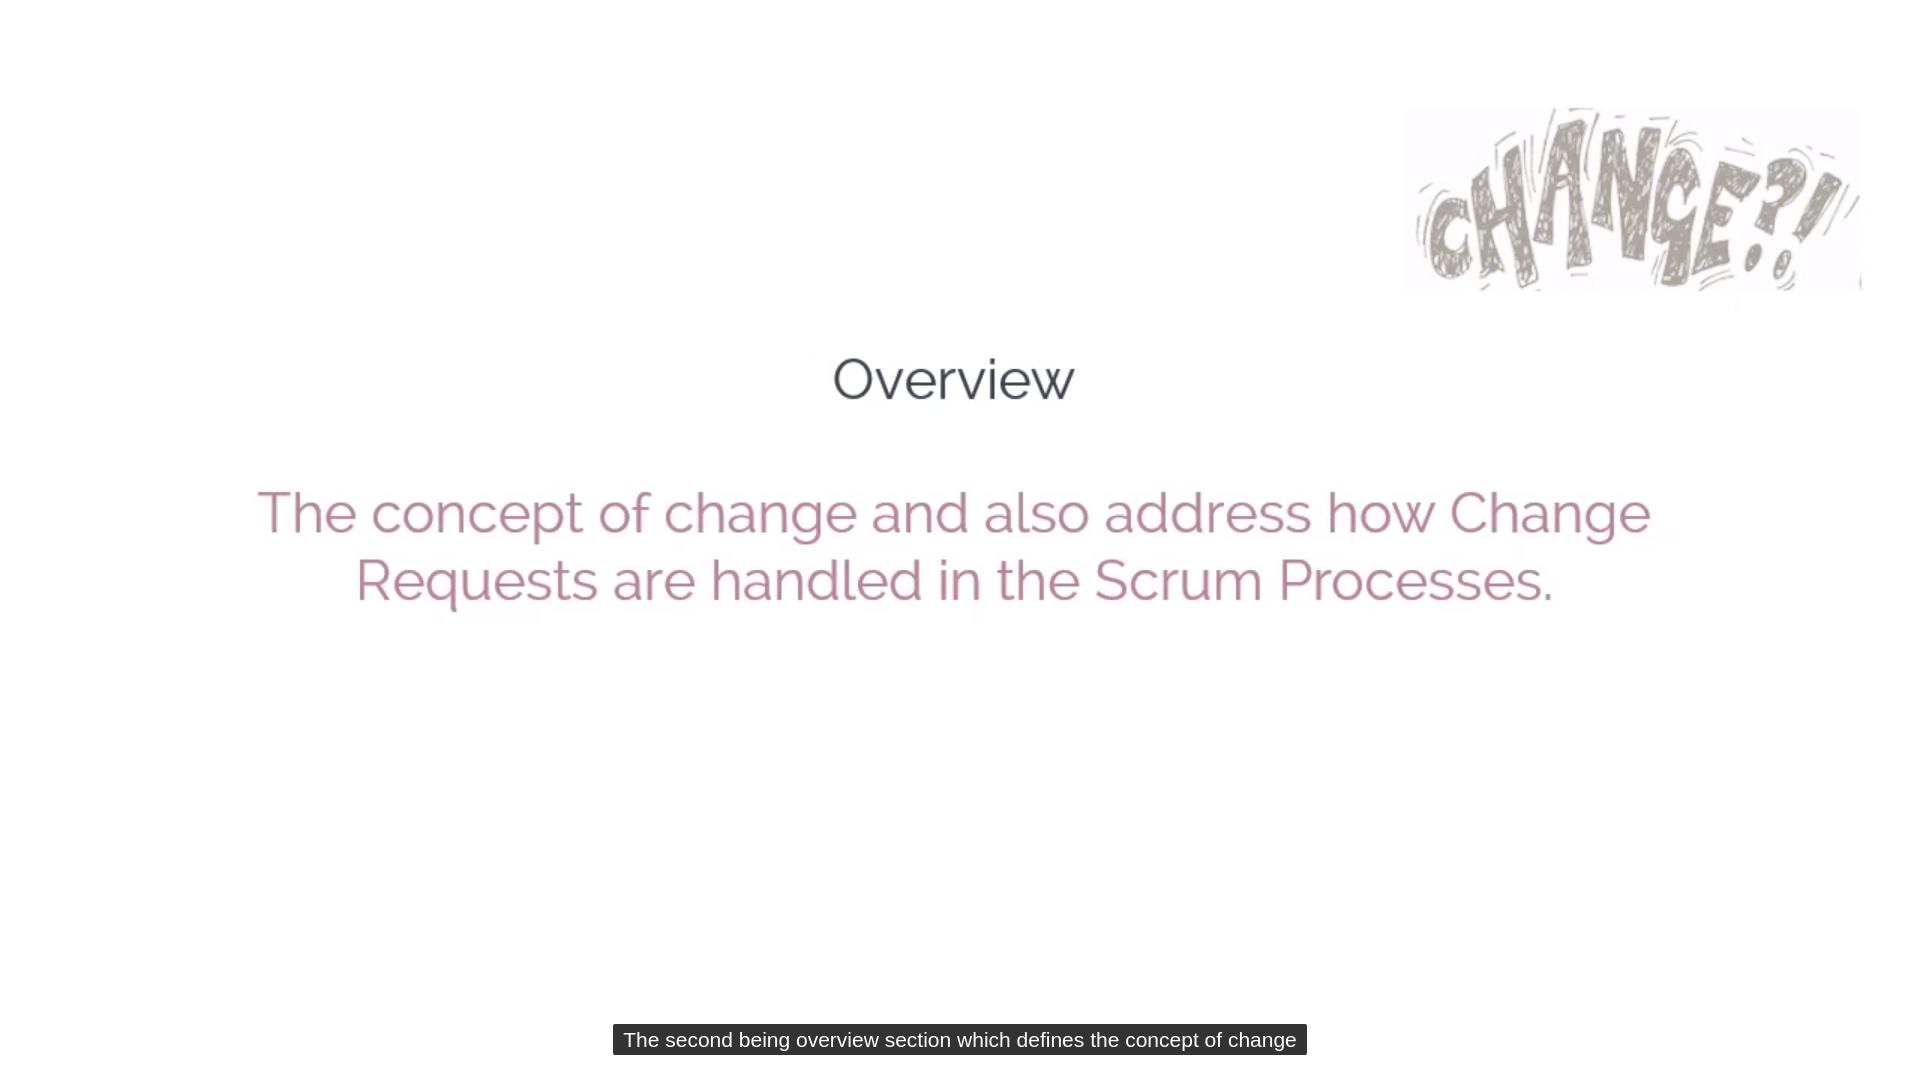 CHANGE?!
Overview
The concept of change and also address how Change
Requests are handled in the Scrum Processes.
The second being overview section which defines the concept of change